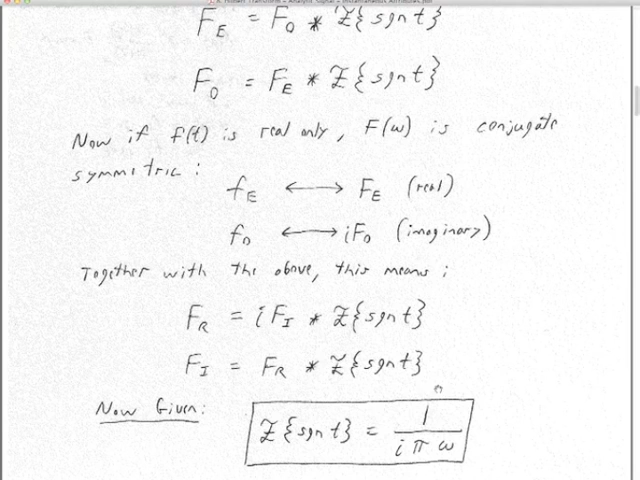 F_E = F_O * Ƶ{sgn t}
F_O = F_E * Ƶ{sgn t}
Now if f(t) is real only, F(ω) is conjugate
symmetric:
f_E ⟷ F_E (real)
f_O ⟷ iF_O (imaginary)
Together with the above, this means:
F_R = iF_I * Ƶ{sgn t}
F_I = F_R * Ƶ{sgn t}
Now Given:
Ƶ{sgn t} = 1 / iπω